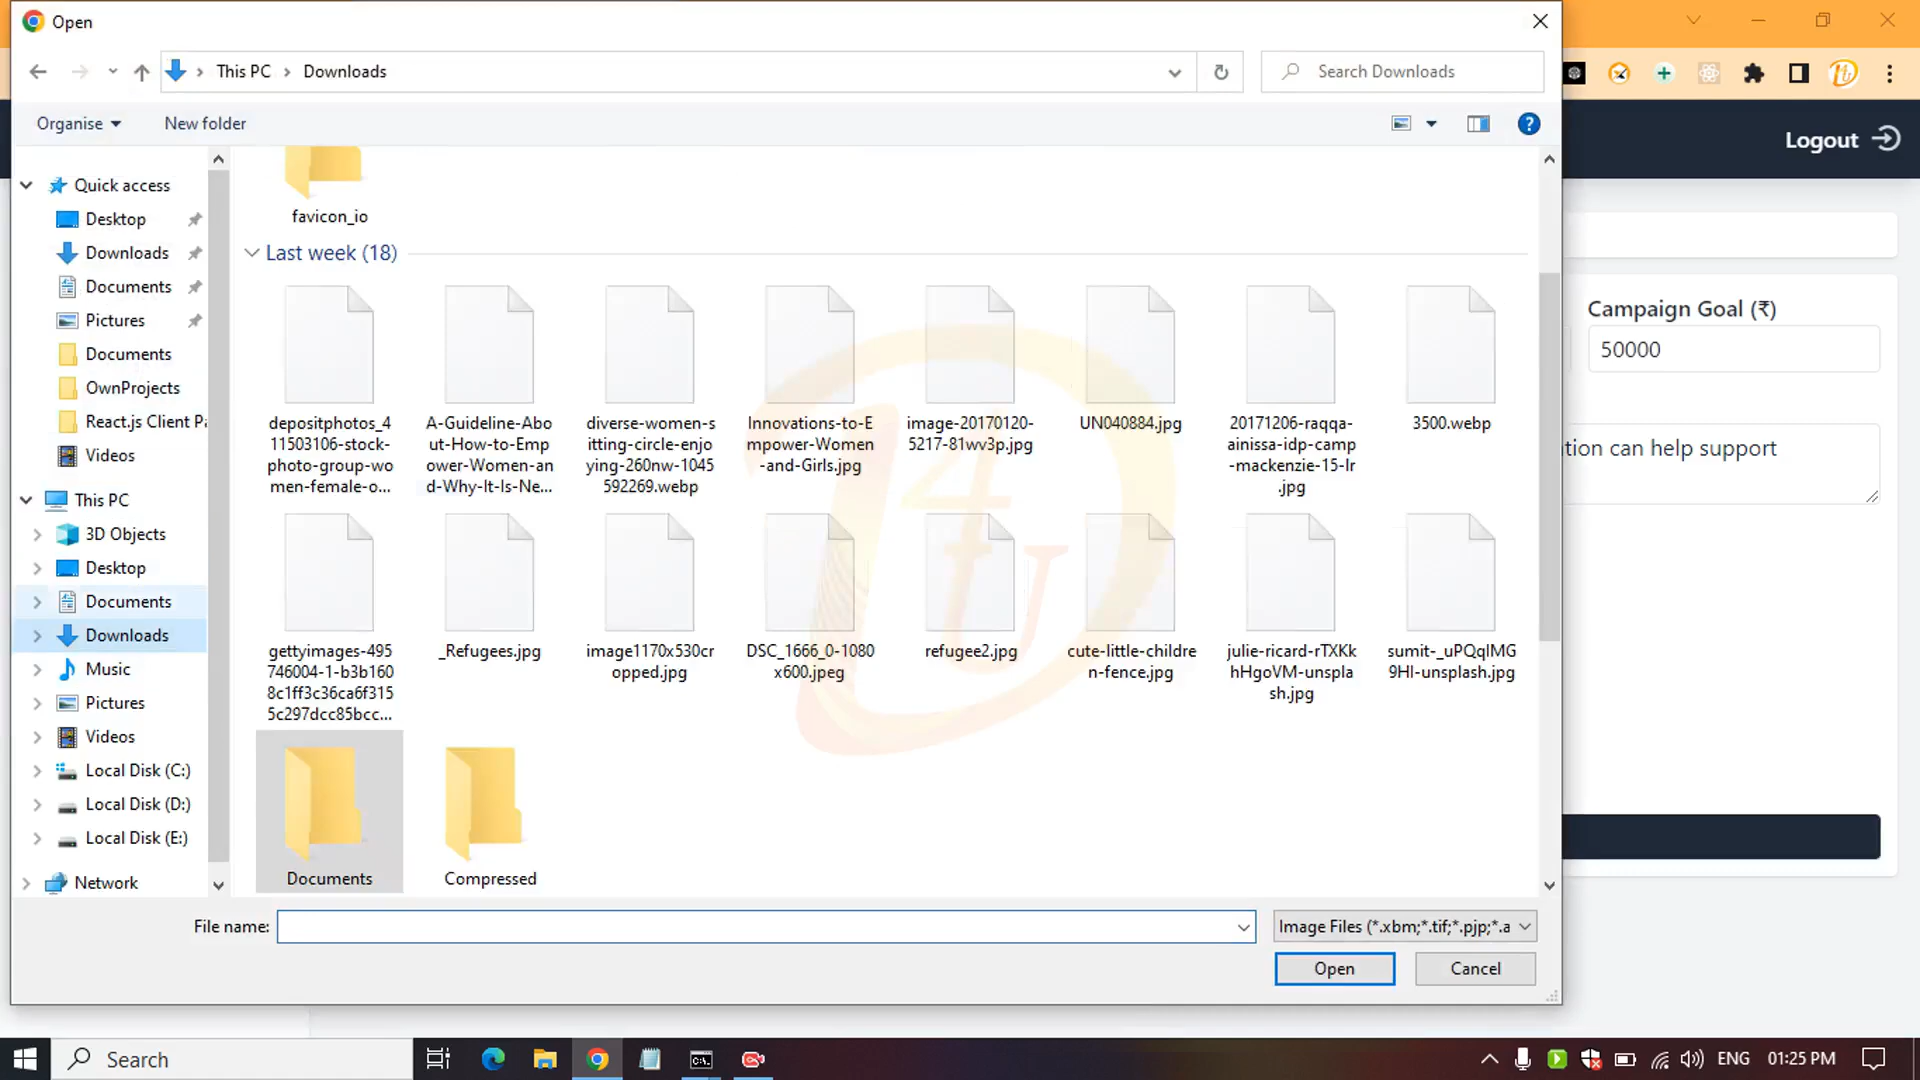 Open
This PC
Downloads
Search Downloads
Organise
New folder
Logout
Quick access
Desktop
Downloads
Documents
Pictures
Documents
OwnProjects
React.js Client Pa
Videos
This PC
3D Objects
Desktop
Documents
Downloads
Music
Pictures
Videos
Local Disk (C:)
Local Disk (D:)
Local Disk (E:)
Network
favicon_io
Last week (18)
depositphotos_4
11503106-stock-
photo-group-wo
men-female-o...
A-Guideline-Abo
ut-How-to-Emp
ower-Women-an
d-Why-It-Is-Ne...
diverse-women-s
itting-circle-enjo
ying-260nw-1045
592269.webp
Innovations-to-E
mpower-Women
-and-Girls.jpg
image-20170120-
5217-81wv3p.jpg
UN040884.jpg
20171206-raqqa-
ainissa-idp-camp
-mackenzie-15-lr
.jpg
3500.webp
gettyimages-495
746004-1-b3b160
8c1ff3c36ca6f315
5c297dcc85bcc...
_Refugees.jpg
image1170x530cr
opped.jpg
DSC_1666_0-1080
x600.jpeg
refugee2.jpg
cute-little-childre
n-fence.jpg
julie-ricard-rTXKk
hHgoVM-unspla
sh.jpg
sumit-_uPQqIMG
9HI-unsplash.jpg
Documents
Compressed
Campaign Goal (₹)
50000
tion can help support
File name:
Image Files (*.xbm;*.tif;*.pjp;*.a
Open
Cancel
D4U
Search
ENG
01:25 PM